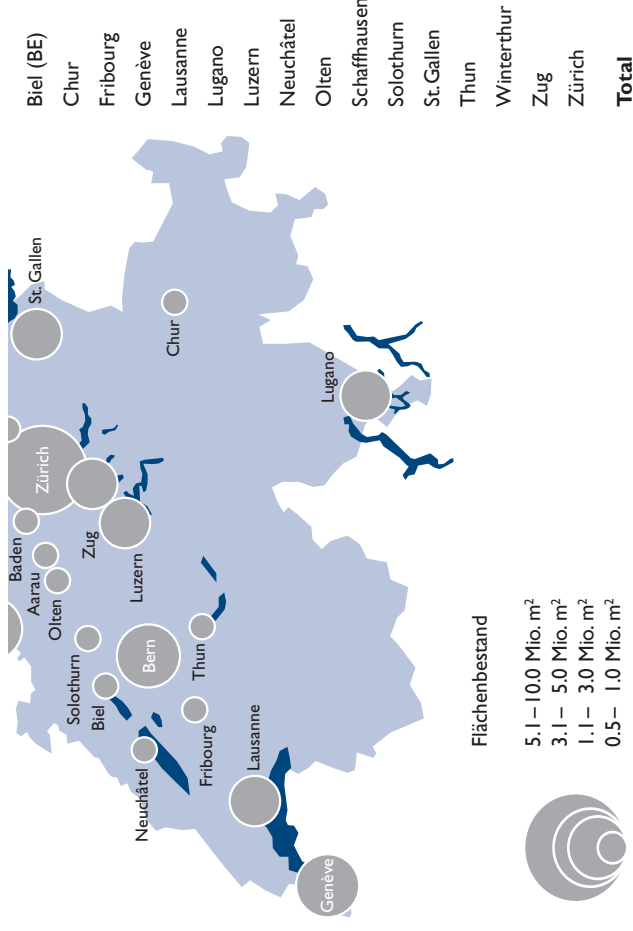 Biel (BE)
Chur
Fribourg
Genève
Lausanne
Lugano
Luzern
Neuchâtel
Olten
Schaffhausen
Solothurn
St. Gallen
Thun
Winterthur
Zug
Zürich
Total
St. Gallen
Zürich
Baden
Aarau
Olten
Zug
Luzern
Chur
Lugano
Solothurn
Biel
Bern
Thun
Neuchâtel
Fribourg
Lausanne
Genève
Flächenbestand
5.1 – 10.0 Mio. m²
3.1 – 5.0 Mio. m²
1.1 – 3.0 Mio. m²
0.5 – 1.0 Mio. m²